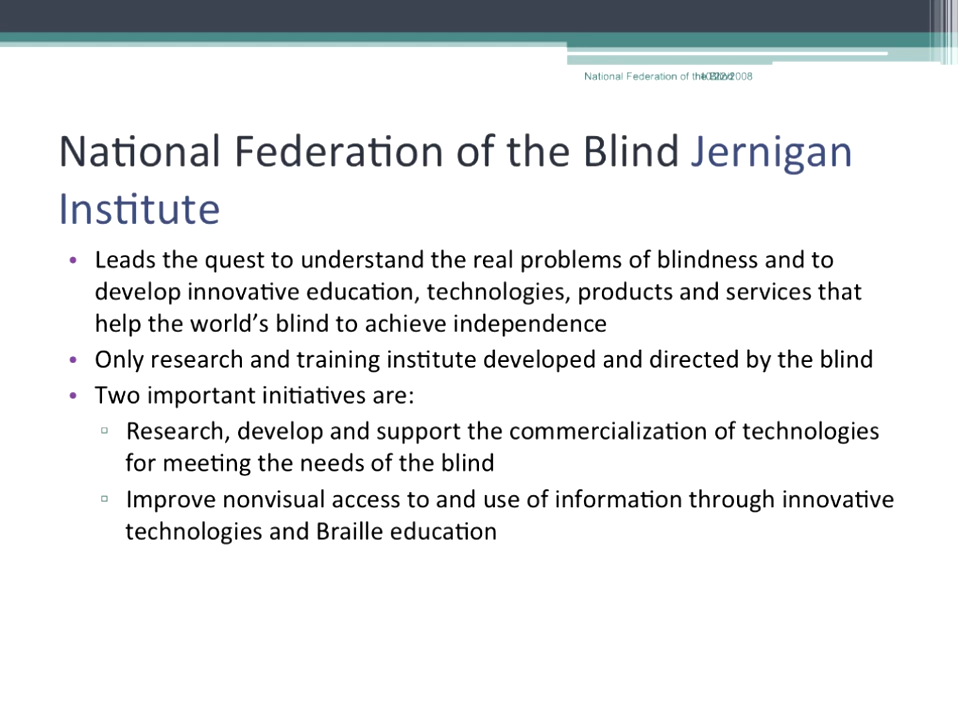 National Federation of the Blind
National Federation of the Blind Jernigan
Institute
• Leads the quest to understand the real problems of blindness and to
develop innovative education, technologies, products and services that
help the world's blind to achieve independence
• Only research and training institute developed and directed by the blind
• Two important initiatives are:
▫ Research, develop and support the commercialization of technologies
for meeting the needs of the blind
▫ Improve nonvisual access to and use of information through innovative
technologies and Braille education